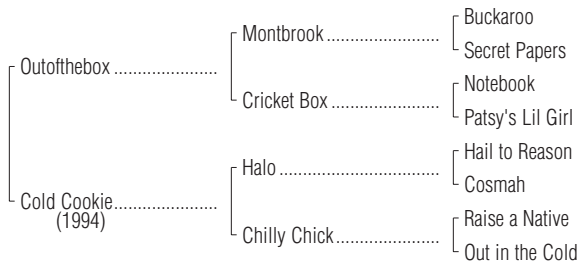 Buckaroo
Montbrook
Secret Papers
Outofthebox
Notebook
Cricket Box
Patsy's Lil Girl
Hail to Reason
Halo
Cosmah
Cold Cookie
(1994)
Raise a Native
Chilly Chick
Out in the Cold